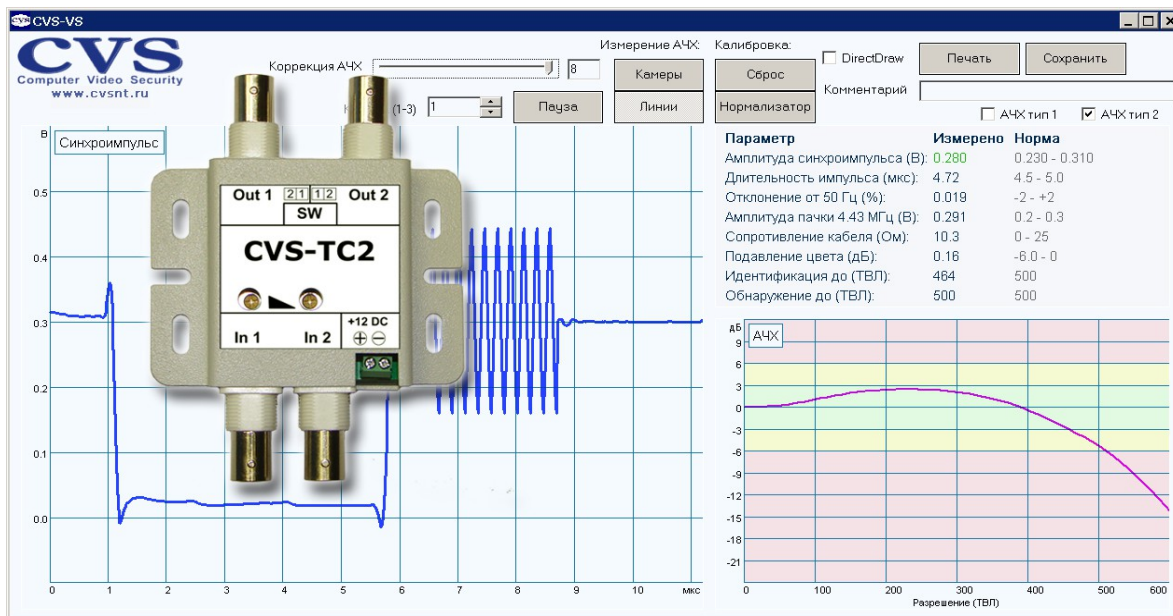 CVS-VS
CVS
Computer Video Security
www.cvsnt.ru
Коррекция АЧХ
8
(1-3)
1
Пауза
Измерение АЧХ:
Камеры
Линии
Калибровка:
Сброс
Нормализатор
DirectDraw
Печать
Сохранить
Комментарий
АЧХ тип 1
АЧХ тип 2
В
Синхроимпульс
0.5
0.4
0.3
0.2
0.1
0.0
0 1 2 3 4 5 6 7 8 9 10 мкс
Out 1 2 1 1 2 Out 2
SW
CVS-TC2
In 1 In 2 +12 DC
Параметр Измерено Норма
Амплитуда синхроимпульса (В): 0.280 0.230 - 0.310
Длительность импульса (мкс): 4.72 4.5 - 5.0
Отклонение от 50 Гц (%): 0.019 -2 - +2
Амплитуда пачки 4.43 МГц (В): 0.291 0.2 - 0.3
Сопротивление кабеля (Ом): 10.3 0 - 25
Подавление цвета (дБ): 0.16 -6.0 - 0
Идентификация до (ТВЛ): 464 500
Обнаружение до (ТВЛ): 500 500
дБ
АЧХ
9
6
3
0
-3
-6
-9
-12
-15
-18
-21
0 100 200 300 400 500 600
Разрешение (ТВЛ)